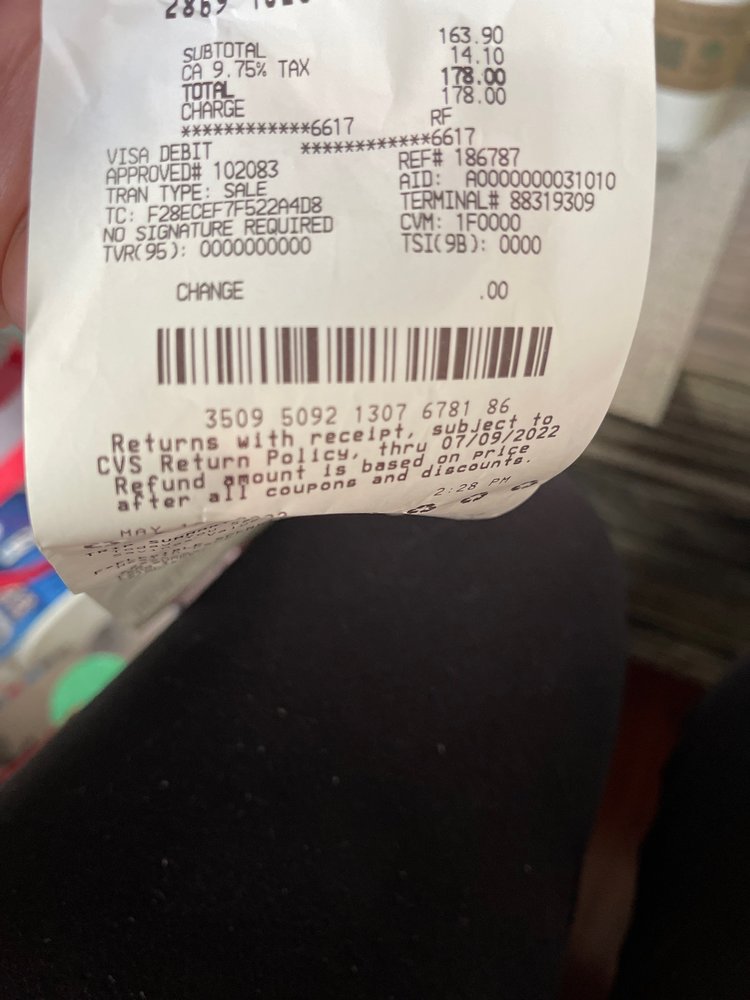 2869
SUBTOTAL 163.90
CA 9.75% TAX 14.10
TOTAL 178.00
CHARGE 178.00
************6617 RF
VISA DEBIT ************6617
APPROVED# 102083 REF# 186787
TRAN TYPE: SALE AID: A0000000031010
TC: F28ECEF7F522A4D8 TERMINAL# 88319309
NO SIGNATURE REQUIRED CVM: 1F0000
TVR(95): 0000000000 TSI(9B): 0000
CHANGE .00
3509 5092 1307 6781 86
Returns with receipt, subject to
CVS Return Policy, thru 07/09/2022
Refund amount is based on price
after all coupons and discounts.
MAY 2:28 PM
TRIP SUMMARY